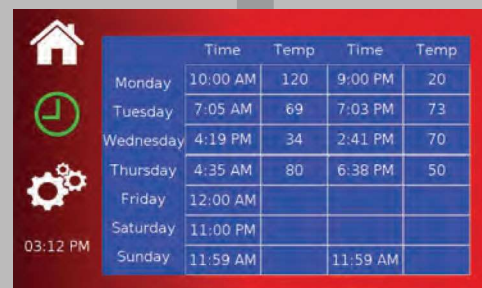 Time Temp Time Temp
Monday 10:00 AM 120 9:00 PM 20
Tuesday 7:05 AM 69 7:03 PM 73
Wednesday 4:19 PM 34 2:41 PM 70
Thursday 4:35 AM 80 6:38 PM 50
Friday 12:00 AM
Saturday 11:00 PM
Sunday 11:59 AM 11:59 AM
03:12 PM